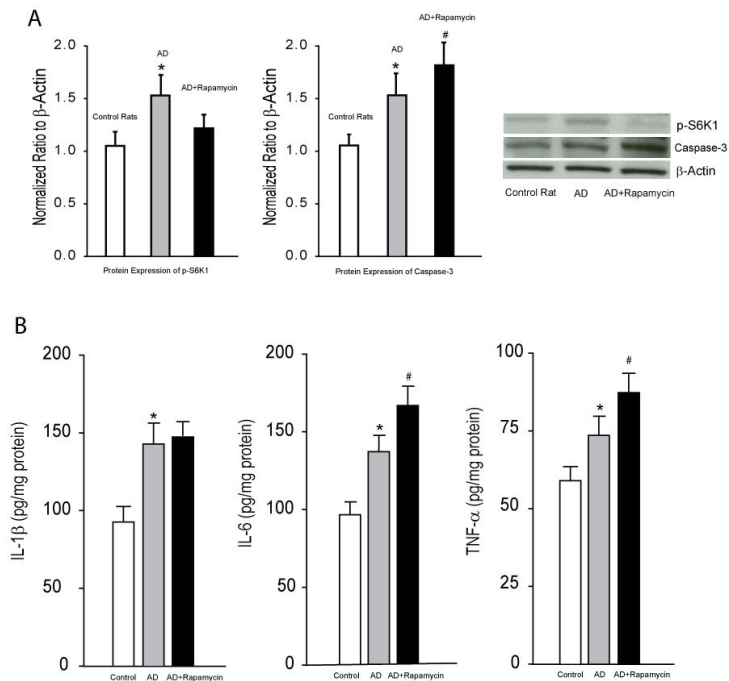 A
Normalized Ratio to β-Actin
2.0
1.5
1.0
0.5
0.0
Control Rats
AD
*
AD+Rapamycin
Protein Expression of p-S6K1
Normalized Ratio to β-Actin
2.0
1.5
1.0
0.5
0.0
Control Rats
AD
*
AD+Rapamycin
#
Protein Expression of Caspase-3
p-S6K1
Caspase-3
β-Actin
Control Rat AD AD+Rapamycin
B
IL-1β (pg/mg protein)
200
150
100
50
0
*
Control AD AD+Rapamycin
IL-6 (pg/mg protein)
200
150
100
50
0
*
#
Control AD AD+Rapamycin
TNF-α (pg/mg protein)
100
75
50
25
0
*
#
Control AD AD+Rapamycin